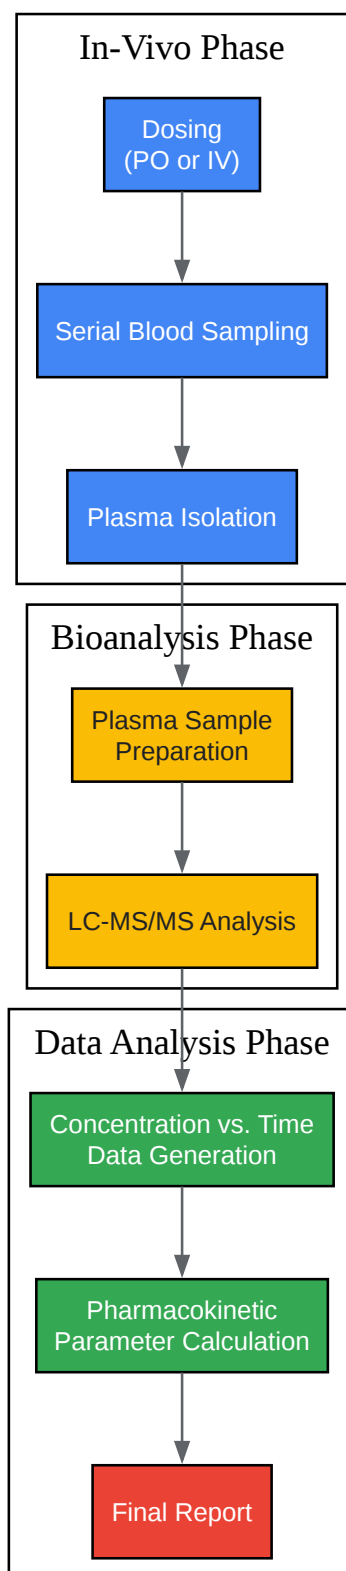 In-Vivo Phase
Dosing
(PO or IV)
Serial Blood Sampling
Plasma Isolation
Bioanalysis Phase
Plasma Sample
Preparation
LC-MS/MS Analysis
Data Analysis Phase
Concentration vs. Time
Data Generation
Pharmacokinetic
Parameter Calculation
Final Report